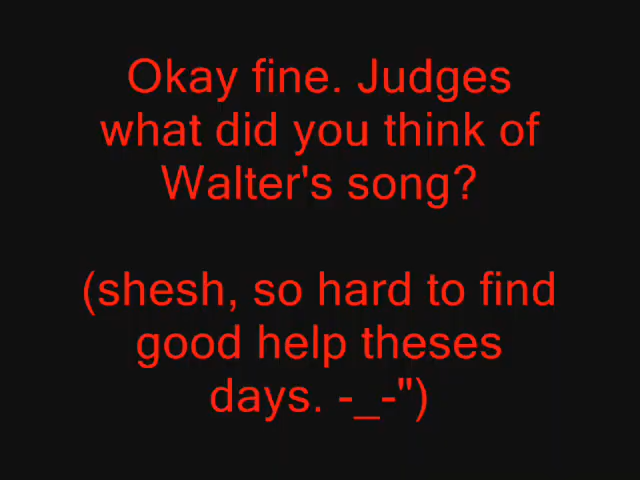 Okay fine. Judges
what did you think of
Walter's song?
(shesh, so hard to find
good help theses
days. -_-")